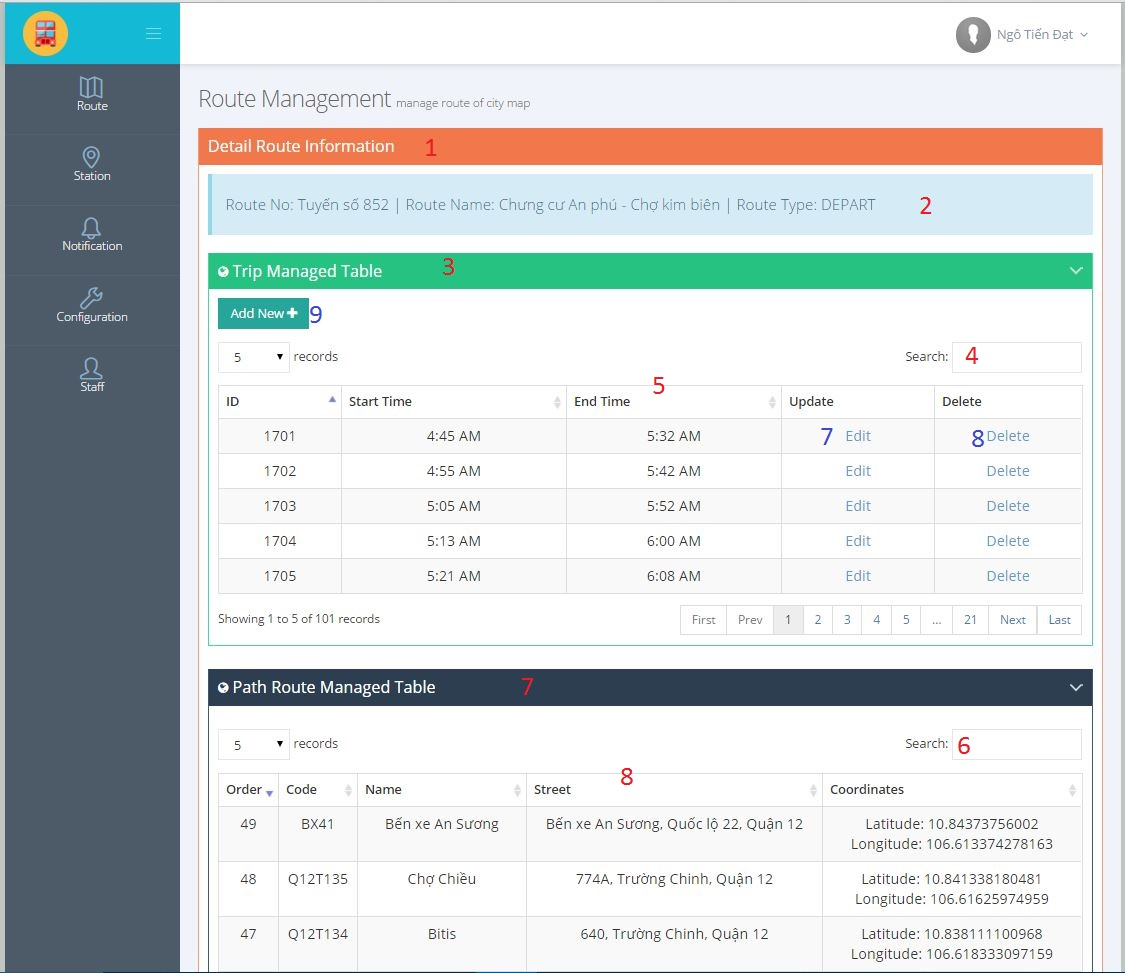 Ngô Tiến Đạt
Route
Station
Notification
Configuration
Staff
Route Management manage route of city map
Detail Route Information 1
Route No: Tuyến số 852 | Route Name: Chưng cư An phú - Chợ kim biên | Route Type: DEPART 2
Trip Managed Table 3
Add New 9
5 records Search: 4
5
ID Start Time End Time Update Delete
1701 4:45 AM 5:32 AM 7 Edit 8 Delete
1702 4:55 AM 5:42 AM Edit Delete
1703 5:05 AM 5:52 AM Edit Delete
1704 5:13 AM 6:00 AM Edit Delete
1705 5:21 AM 6:08 AM Edit Delete
Showing 1 to 5 of 101 records First Prev 1 2 3 4 5 ... 21 Next Last
Path Route Managed Table 7
5 records Search: 6
8
Order Code Name Street Coordinates
49 BX41 Bến xe An Sương Bến xe An Sương, Quốc lộ 22, Quận 12 Latitude: 10.84373756002
Longitude: 106.613374278163
48 Q12T135 Chợ Chiều 774A, Trường Chinh, Quận 12 Latitude: 10.841338180481
Longitude: 106.61625974959
47 Q12T134 Bitis 640, Trường Chinh, Quận 12 Latitude: 10.838111100968
Longitude: 106.618333097159